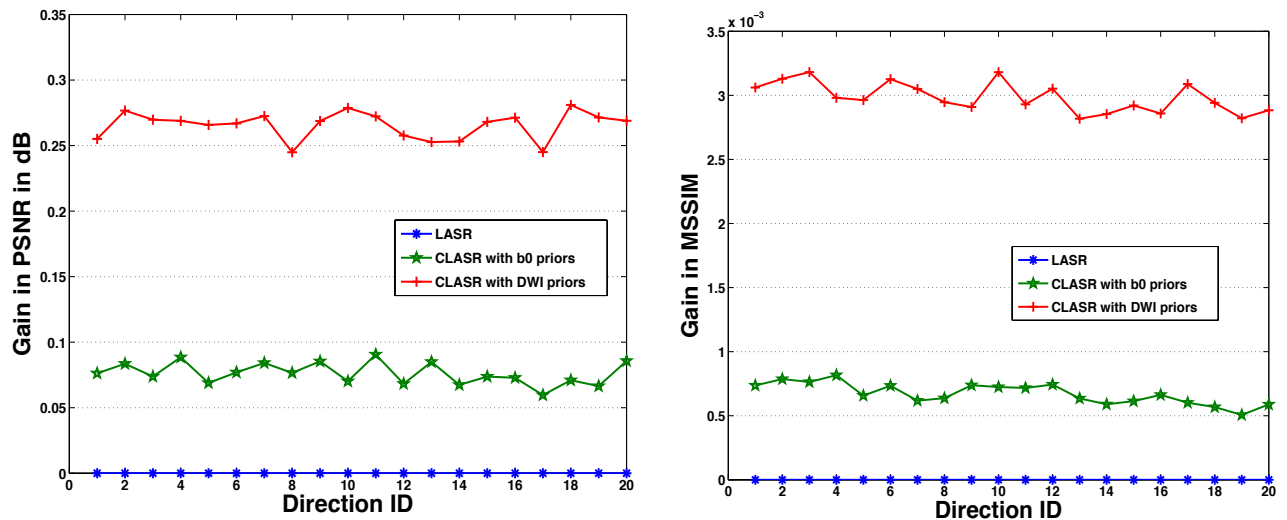 0.35
0.3
0.25
0.2
0.15
0.1
0.05
0
Gain in PSNR in dB
LASR
CLASR with b0 priors
CLASR with DWI priors
0 2 4 6 8 10 12 14 16 18 20
Direction ID
x 10⁻³
3.5
3
2.5
2
1.5
1
0.5
0
Gain in MSSIM
LASR
CLASR with b0 priors
CLASR with DWI priors
0 2 4 6 8 10 12 14 16 18 20
Direction ID